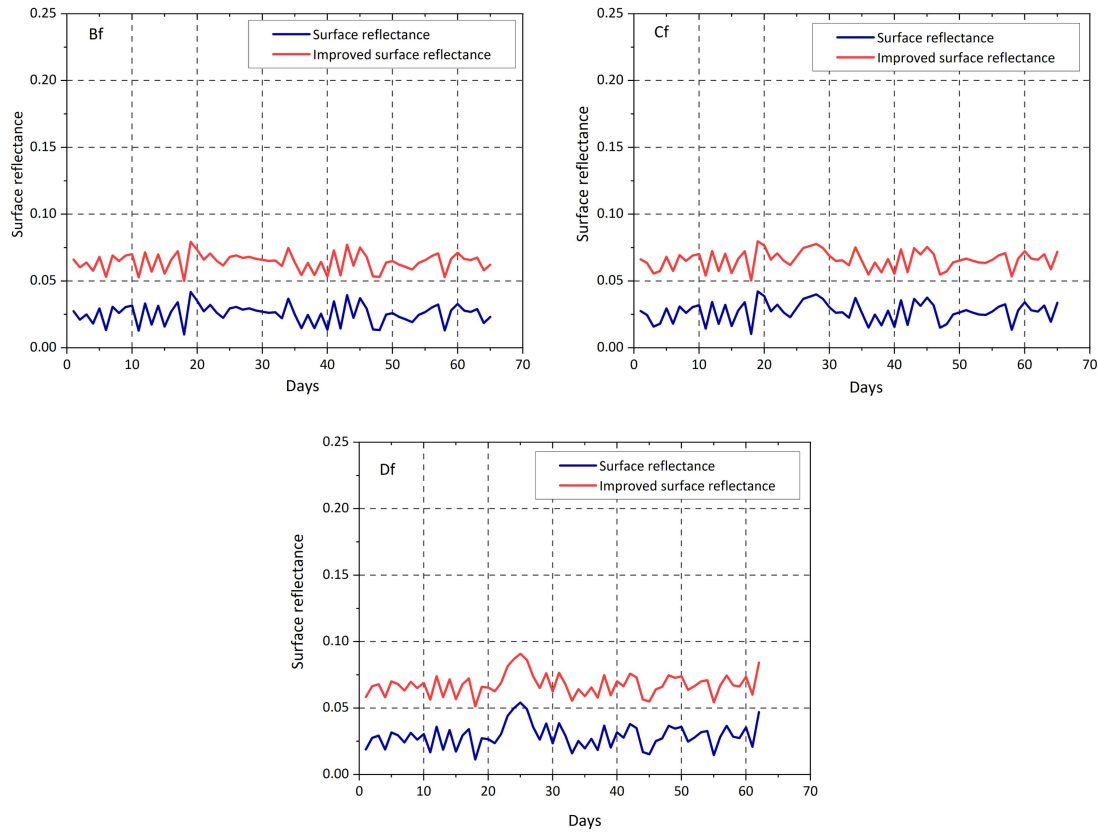 Bf
Surface reflectance
Improved surface reflectance
0.25
0.20
0.15
0.10
0.05
0.00
Surface reflectance
0 10 20 30 40 50 60 70
Days
Cf
Surface reflectance
Improved surface reflectance
0.25
0.20
0.15
0.10
0.05
0.00
Surface reflectance
0 10 20 30 40 50 60 70
Days
Df
Surface reflectance
Improved surface reflectance
0.25
0.20
0.15
0.10
0.05
0.00
Surface reflectance
0 10 20 30 40 50 60 70
Days